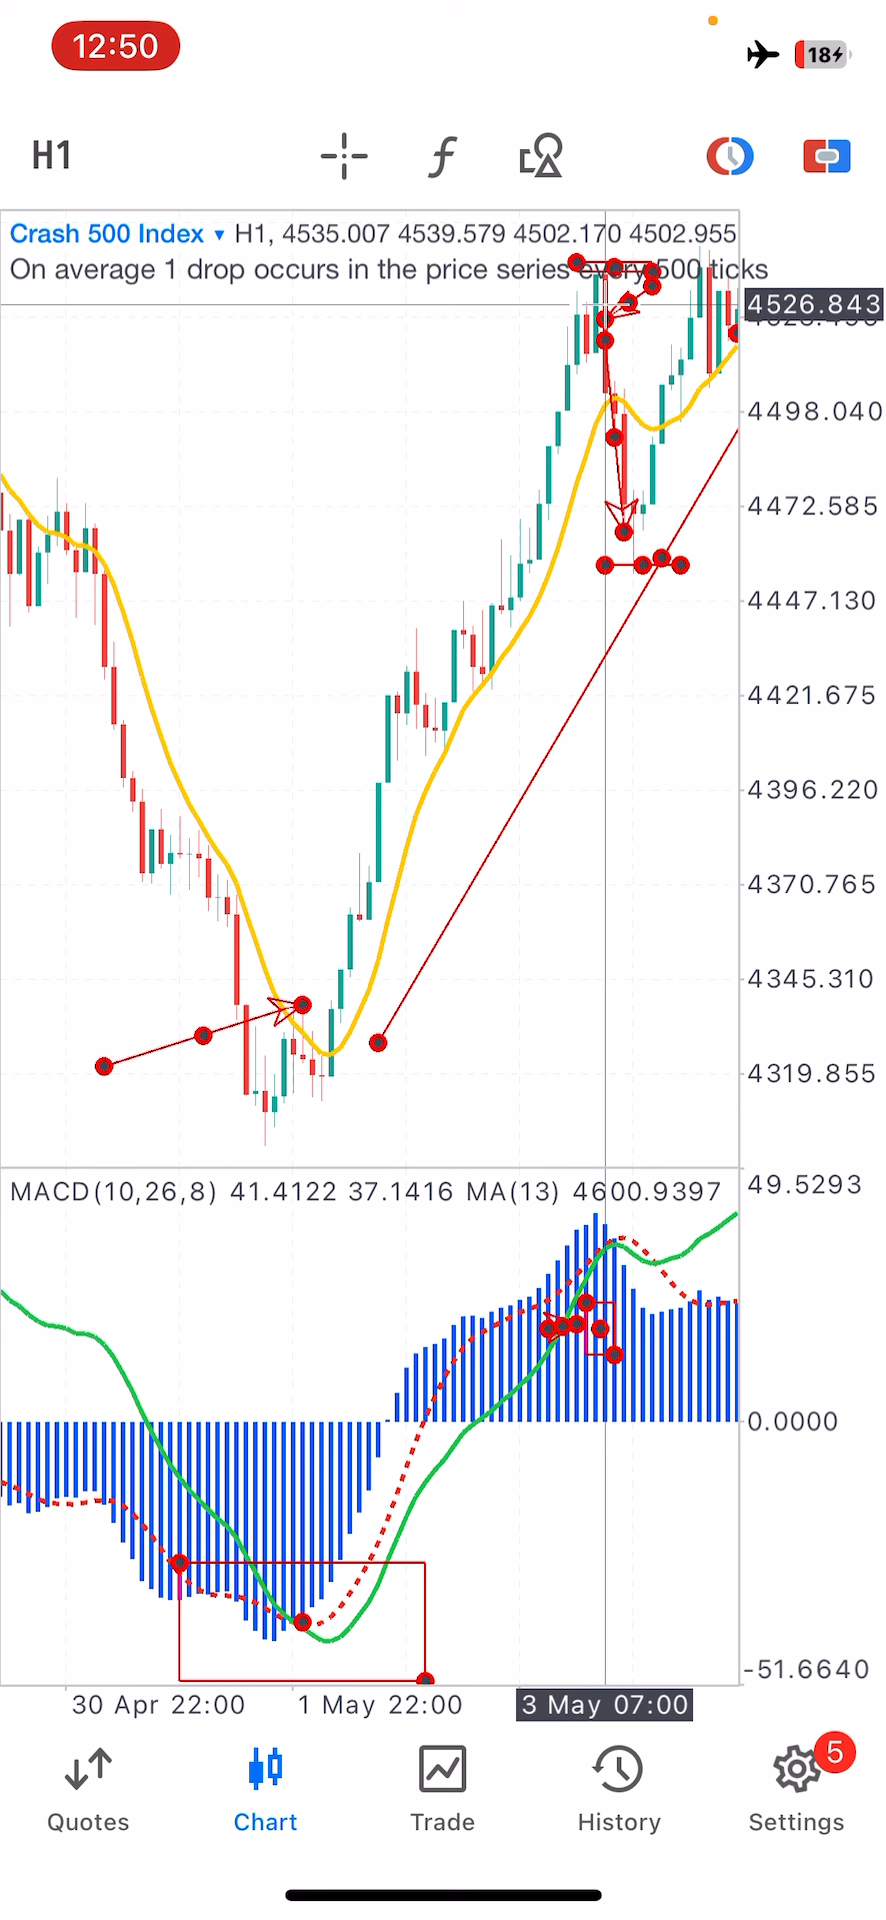 12:50
18
H1
Crash 500 Index ▾ H1, 4535.007 4539.579 4502.170 4502.955
On average 1 drop occurs in the price series every 500 ticks
4526.843
4498.040
4472.585
4447.130
4421.675
4396.220
4370.765
4345.310
4319.855
MACD(10,26,8) 41.4122 37.1416 MA(13) 4600.9397
49.5293
0.0000
-51.6640
30 Apr 22:00 1 May 22:00 3 May 07:00
5
Quotes Chart Trade History Settings